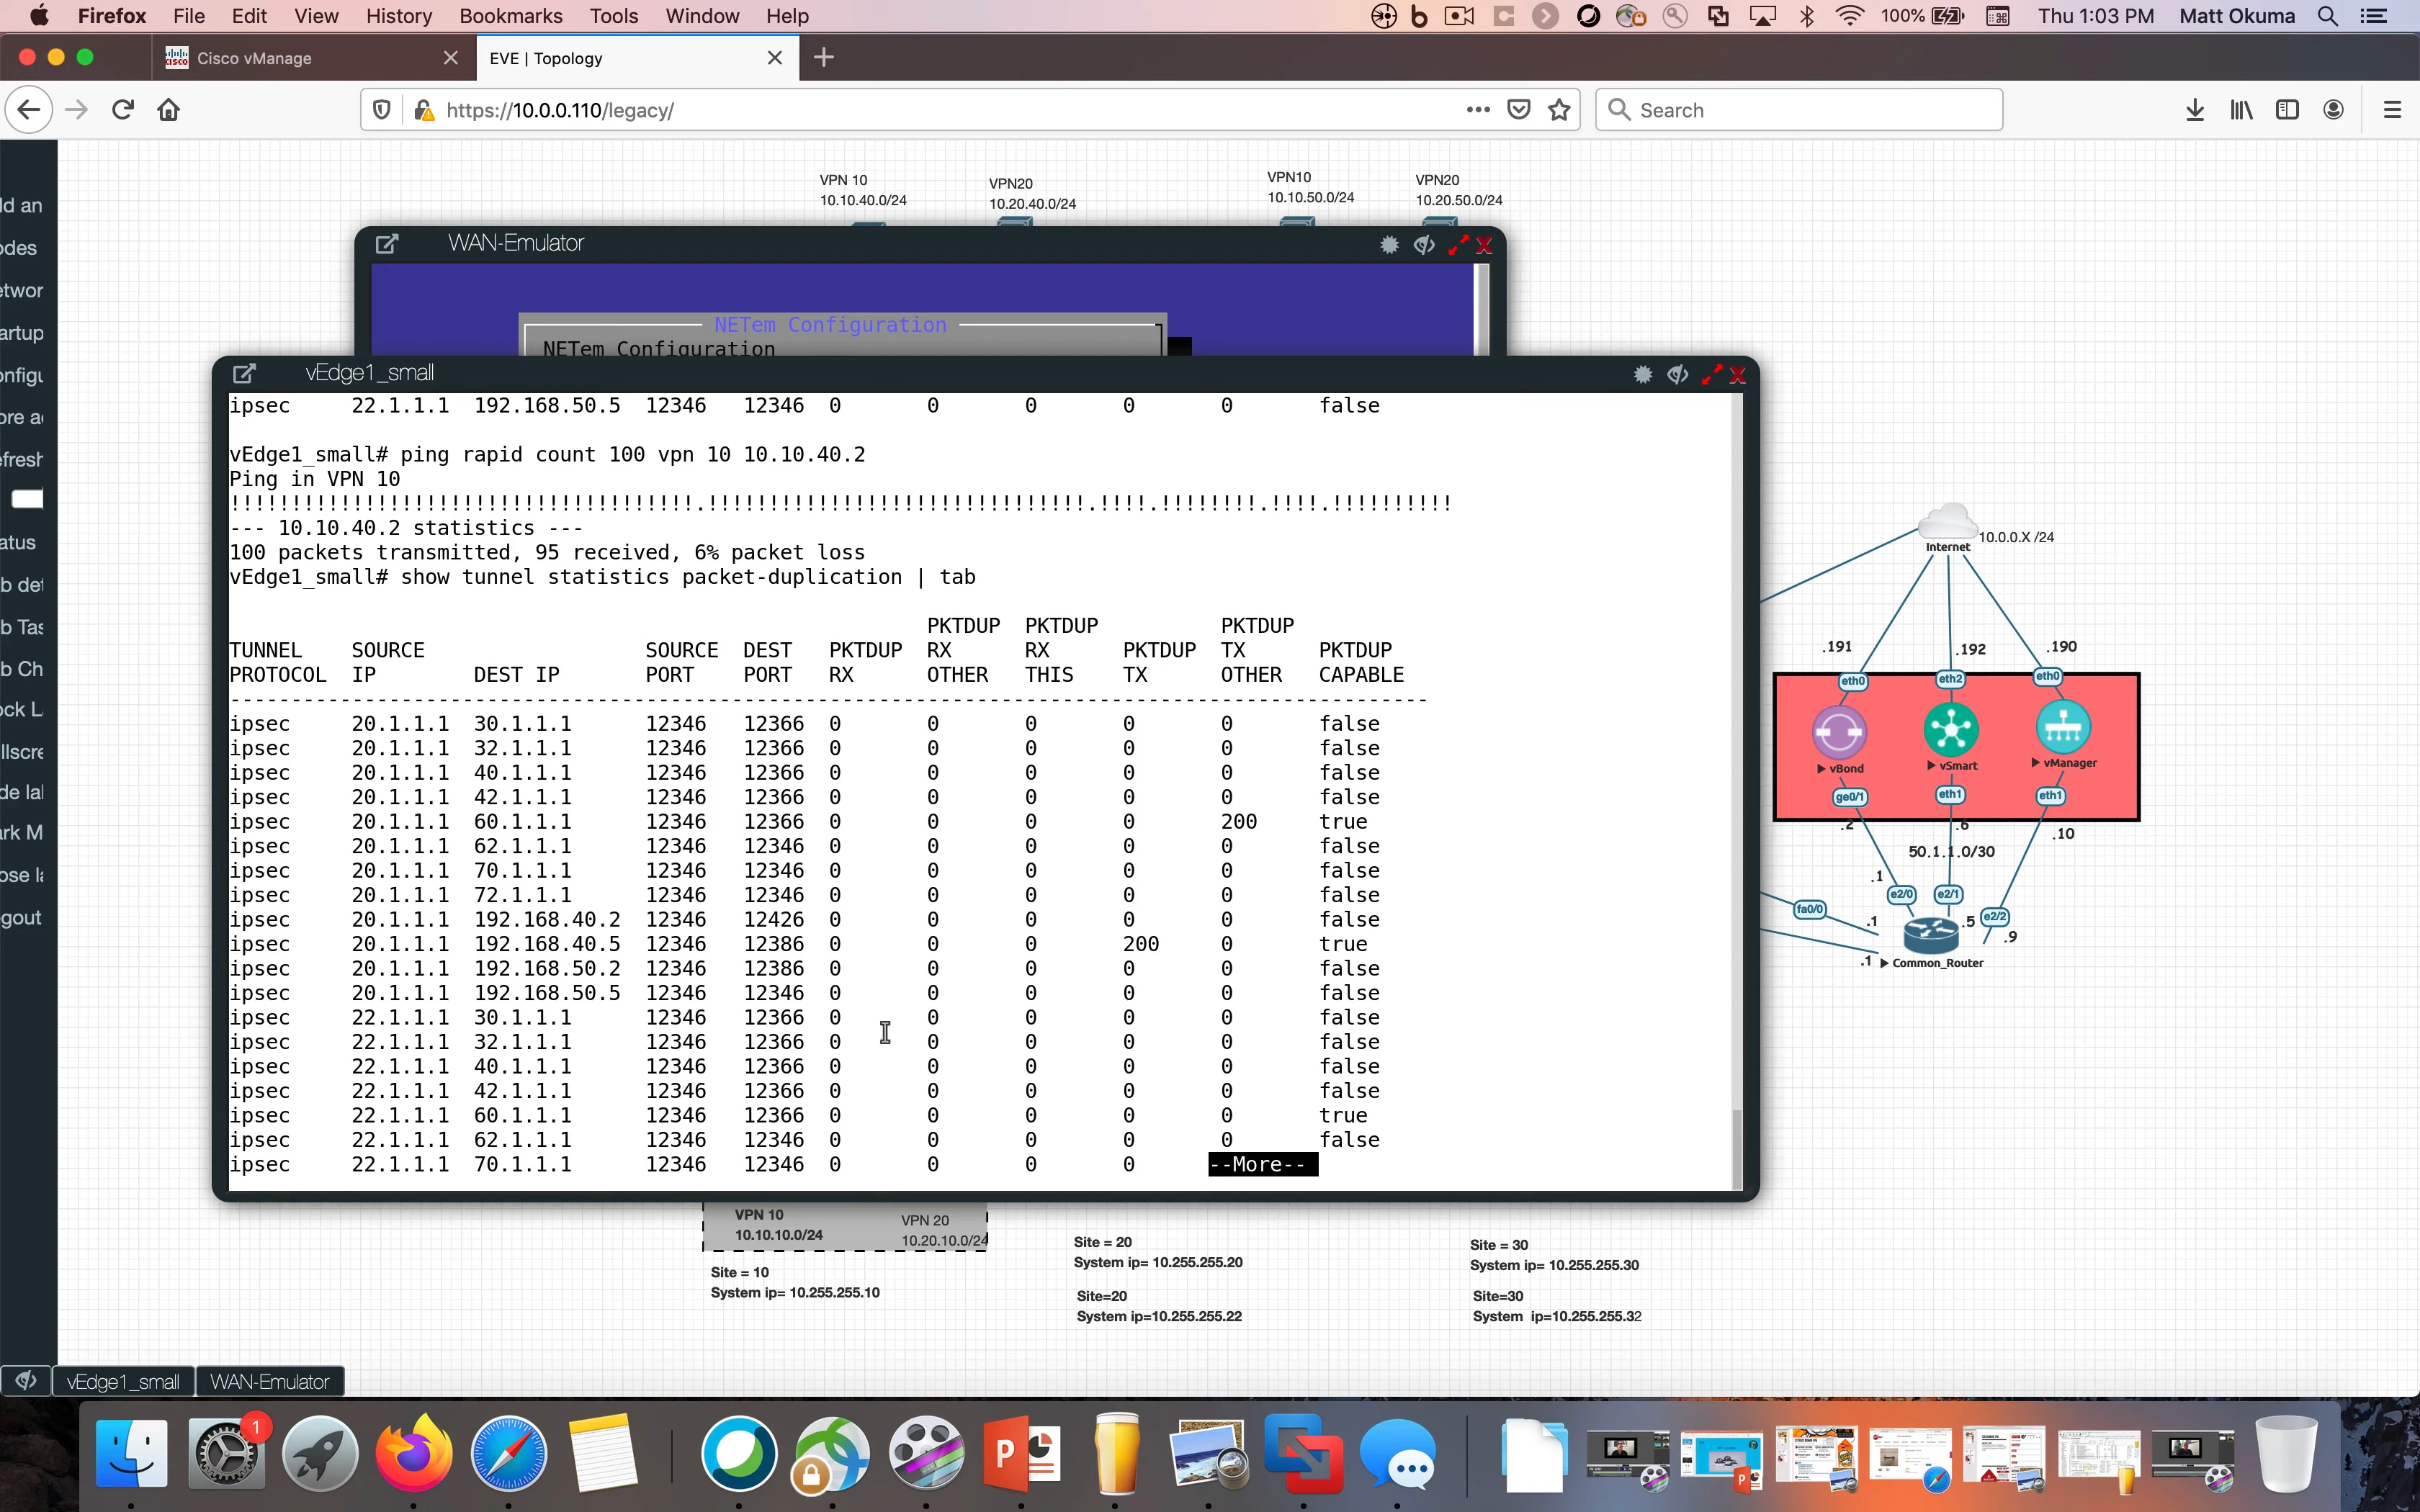 Firefox File Edit View History Bookmarks Tools Window Help 100% Thu 1:03 PM Matt Okuma
Cisco vManage EVE | Topology
https://10.0.0.110/legacy/ Search
VPN 10
10.10.40.0/24
VPN20
10.20.40.0/24
VPN10
10.10.50.0/24
VPN20
10.20.50.0/24
WAN-Emulator
NETem Configuration
NETem Configuration
vEdge1_small
ipsec 22.1.1.1 192.168.50.5 12346 12346 0 0 0 0 0 false
vEdge1_small# ping rapid count 100 vpn 10 10.10.40.2
Ping in VPN 10
!!!!!!!!!!!!!!!!!!!!!!!!!!!!!!!!!!!!!!.!!!!!!!!!!!!!!!!!!!!!!!!!!!!!!!.!!!!.!!!!!!!!.!!!!.!!!!!!!!!!
--- 10.10.40.2 statistics ---
100 packets transmitted, 95 received, 6% packet loss
vEdge1_small# show tunnel statistics packet-duplication | tab
PKTDUP PKTDUP PKTDUP
TUNNEL SOURCE SOURCE DEST PKTDUP RX RX PKTDUP TX PKTDUP
PROTOCOL IP DEST IP PORT PORT RX OTHER THIS TX OTHER CAPABLE
--------------------------------------------------------------------------------------------------
ipsec 20.1.1.1 30.1.1.1 12346 12366 0 0 0 0 0 false
ipsec 20.1.1.1 32.1.1.1 12346 12366 0 0 0 0 0 false
ipsec 20.1.1.1 40.1.1.1 12346 12366 0 0 0 0 0 false
ipsec 20.1.1.1 42.1.1.1 12346 12366 0 0 0 0 0 false
ipsec 20.1.1.1 60.1.1.1 12346 12366 0 0 0 0 200 true
ipsec 20.1.1.1 62.1.1.1 12346 12346 0 0 0 0 0 false
ipsec 20.1.1.1 70.1.1.1 12346 12346 0 0 0 0 0 false
ipsec 20.1.1.1 72.1.1.1 12346 12346 0 0 0 0 0 false
ipsec 20.1.1.1 192.168.40.2 12346 12426 0 0 0 0 0 false
ipsec 20.1.1.1 192.168.40.5 12346 12386 0 0 0 200 0 true
ipsec 20.1.1.1 192.168.50.2 12346 12386 0 0 0 0 0 false
ipsec 20.1.1.1 192.168.50.5 12346 12346 0 0 0 0 0 false
ipsec 22.1.1.1 30.1.1.1 12346 12366 0 0 0 0 0 false
ipsec 22.1.1.1 32.1.1.1 12346 12366 0 0 0 0 0 false
ipsec 22.1.1.1 40.1.1.1 12346 12366 0 0 0 0 0 false
ipsec 22.1.1.1 42.1.1.1 12346 12366 0 0 0 0 0 false
ipsec 22.1.1.1 60.1.1.1 12346 12366 0 0 0 0 0 true
ipsec 22.1.1.1 62.1.1.1 12346 12346 0 0 0 0 0 false
ipsec 22.1.1.1 70.1.1.1 12346 12346 0 0 0 0 --More--
Internet
10.0.0.X /24
.191 .192 .190
eth0 eth2 eth0
vBond vSmart vManager
ge0/1 eth1 eth1
.2 .6 .10
50.1.1.0/30
.1
e2/0 e2/1
fa0/0 .1 .5 e2/2
.9
.1 Common_Router
VPN 10
10.10.10.0/24
VPN 20
10.20.10.0/24
Site = 10
System ip= 10.255.255.10
Site = 20
System ip= 10.255.255.20
Site=20
System ip=10.255.255.22
Site = 30
System ip= 10.255.255.30
Site=30
System ip=10.255.255.32
vEdge1_small WAN-Emulator
1